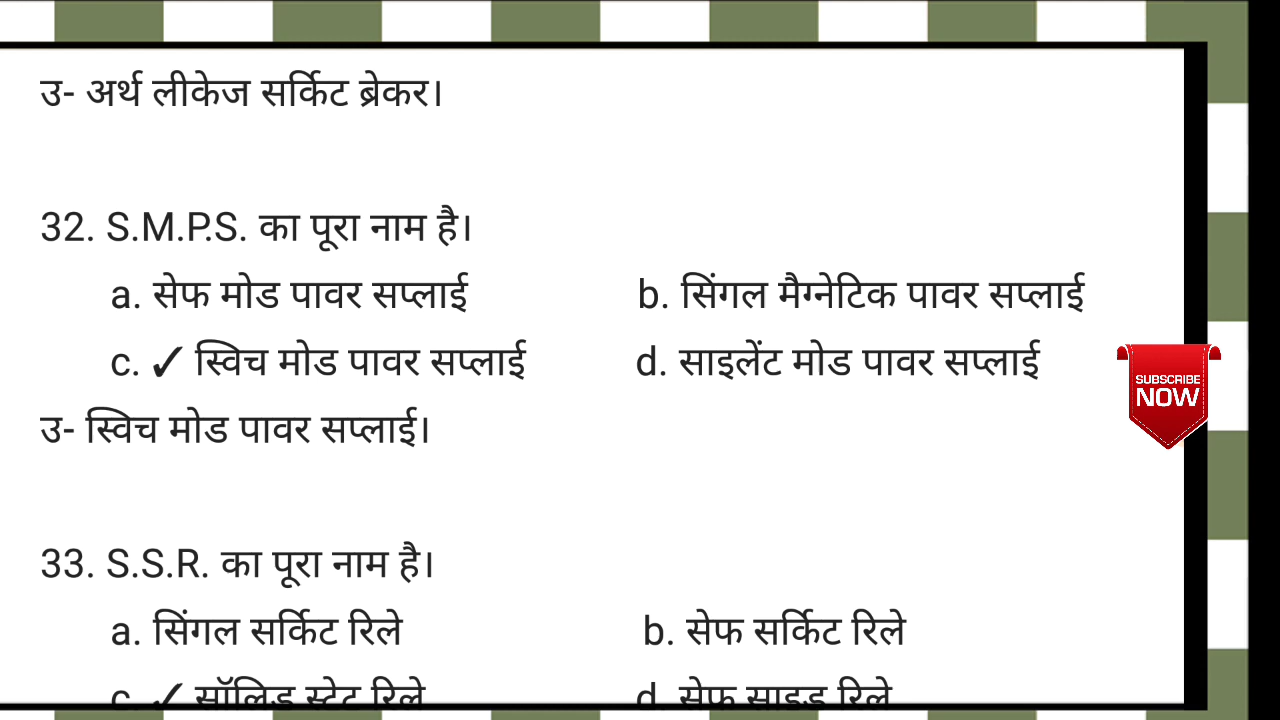 उ- अर्थ लीकेज सर्किट ब्रेकर।
32. S.M.P.S. का पूरा नाम है।
a. सेफ मोड पावर सप्लाई b. सिंगल मैग्नेटिक पावर सप्लाई
c. ✓ स्विच मोड पावर सप्लाई d. साइलेंट मोड पावर सप्लाई
SUBSCRIBE
NOW
उ- स्विच मोड पावर सप्लाई।
33. S.S.R. का पूरा नाम है।
a. सिंगल सर्किट रिले b. सेफ सर्किट रिले
c. ✓ सॉलिड स्टेट रिले d. सेफ साइड रिले